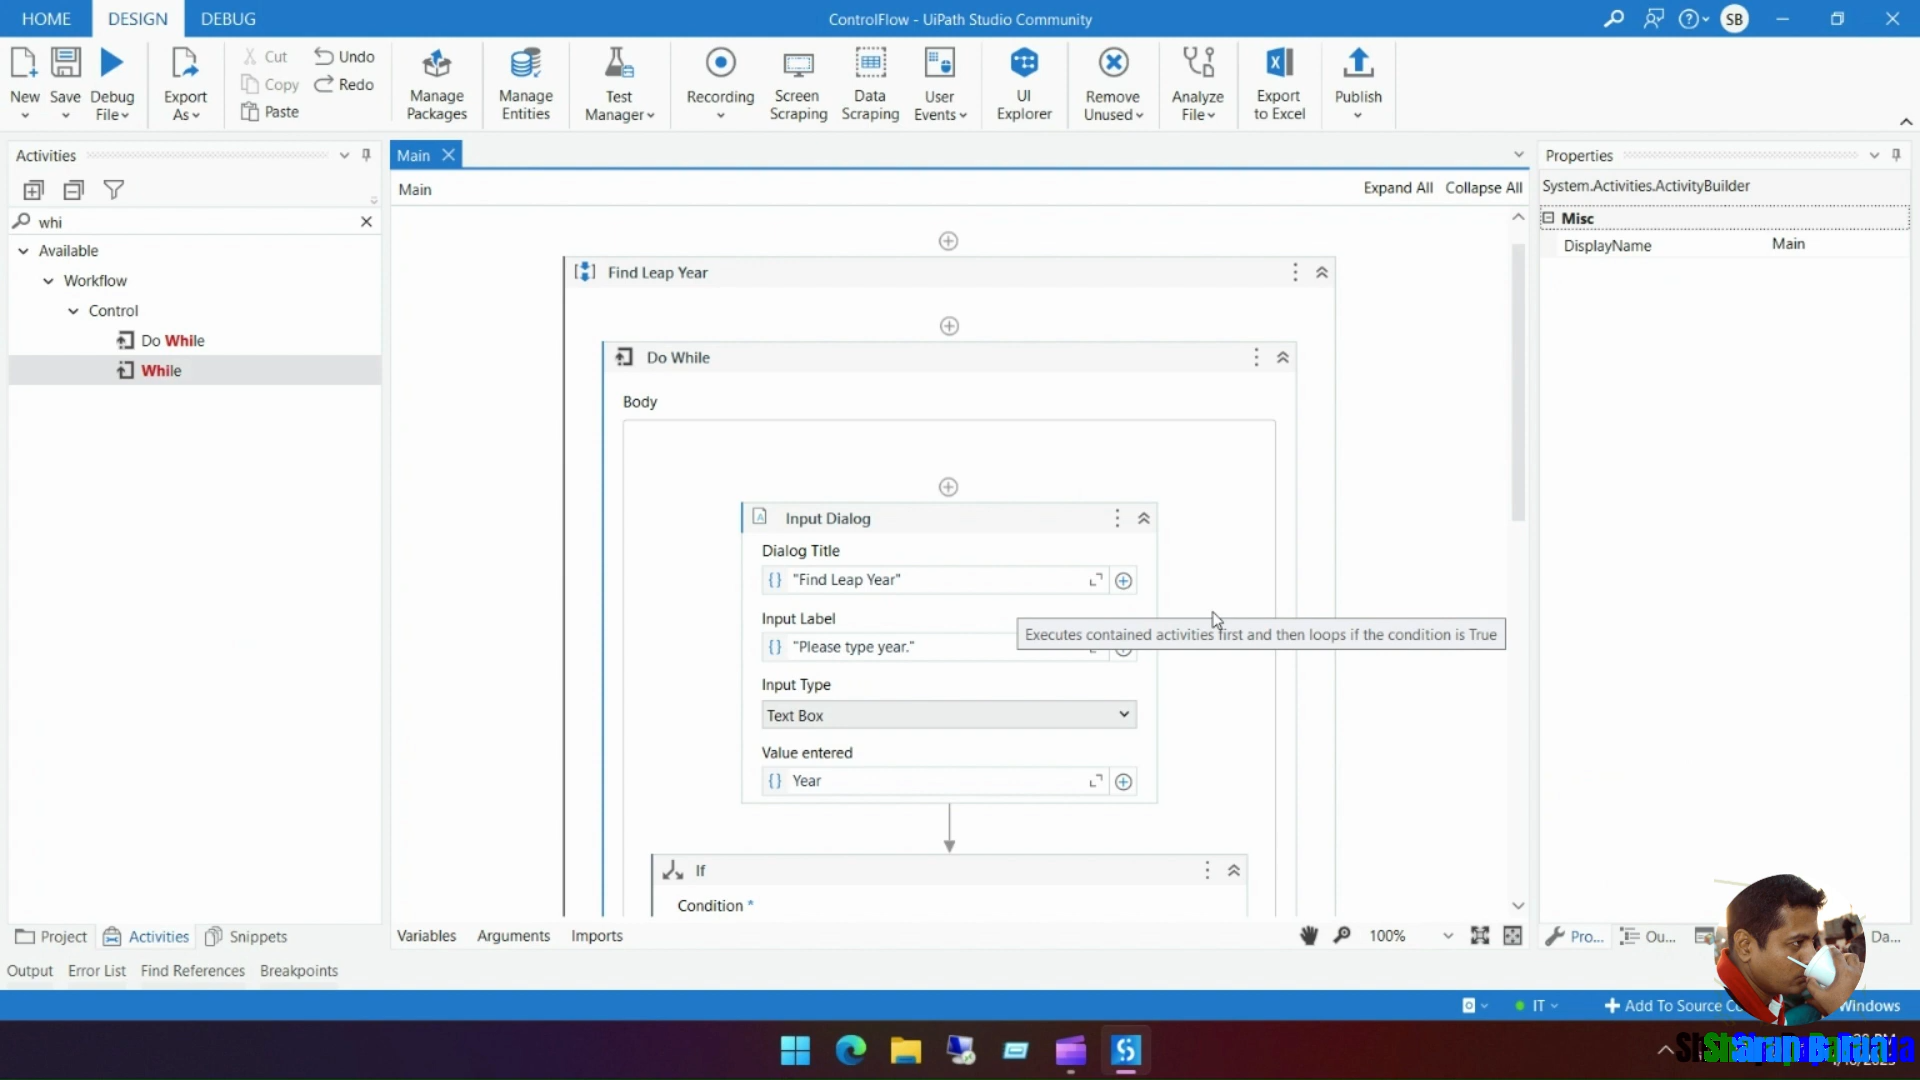 HOME DESIGN DEBUG ControlFlow - UiPath Studio Community SB
New Save Debug File Export As Cut Copy Paste Undo Redo Manage Packages Manage Entities Test Manager Recording Screen Scraping Data Scraping User Events UI Explorer Remove Unused Analyze File Export to Excel Publish
Activities
whi
Available
Workflow
Control
Do While
While
Main
Main Expand All Collapse All
Find Leap Year
Do While
Body
Input Dialog
Dialog Title
"Find Leap Year"
Input Label
"Please type year."
Executes contained activities first and then loops if the condition is True
Input Type
Text Box
Value entered
Year
If
Condition *
Properties
System.Activities.ActivityBuilder
Misc
DisplayName Main
Project Activities Snippets
Variables Arguments Imports 100%
Pro... Ou... Da...
Output Error List Find References Breakpoints
IT Add To Source Windows